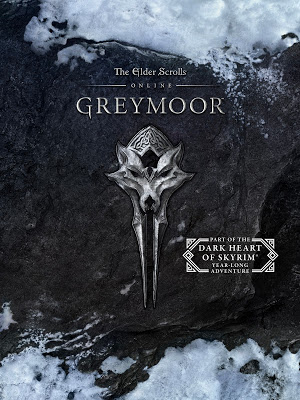 The Elder Scrolls
ONLINE
GREYMOOR
PART OF THE
DARK HEART
OF SKYRIM®
YEAR-LONG
ADVENTURE